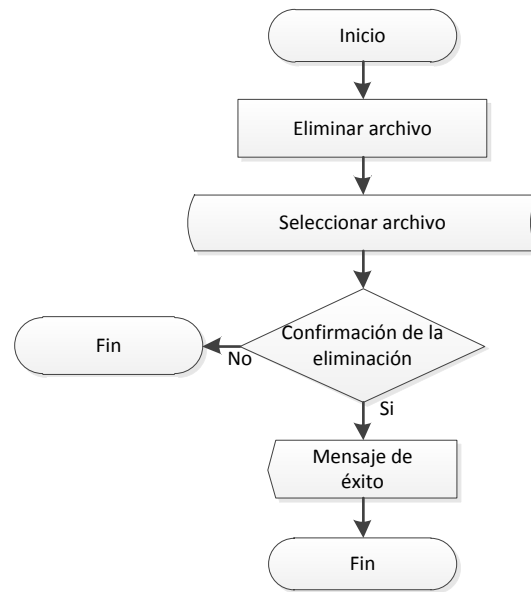 Inicio
Eliminar archivo
Seleccionar archivo
Confirmación de la
eliminación
Fin
No
Si
Mensaje de
éxito
Fin